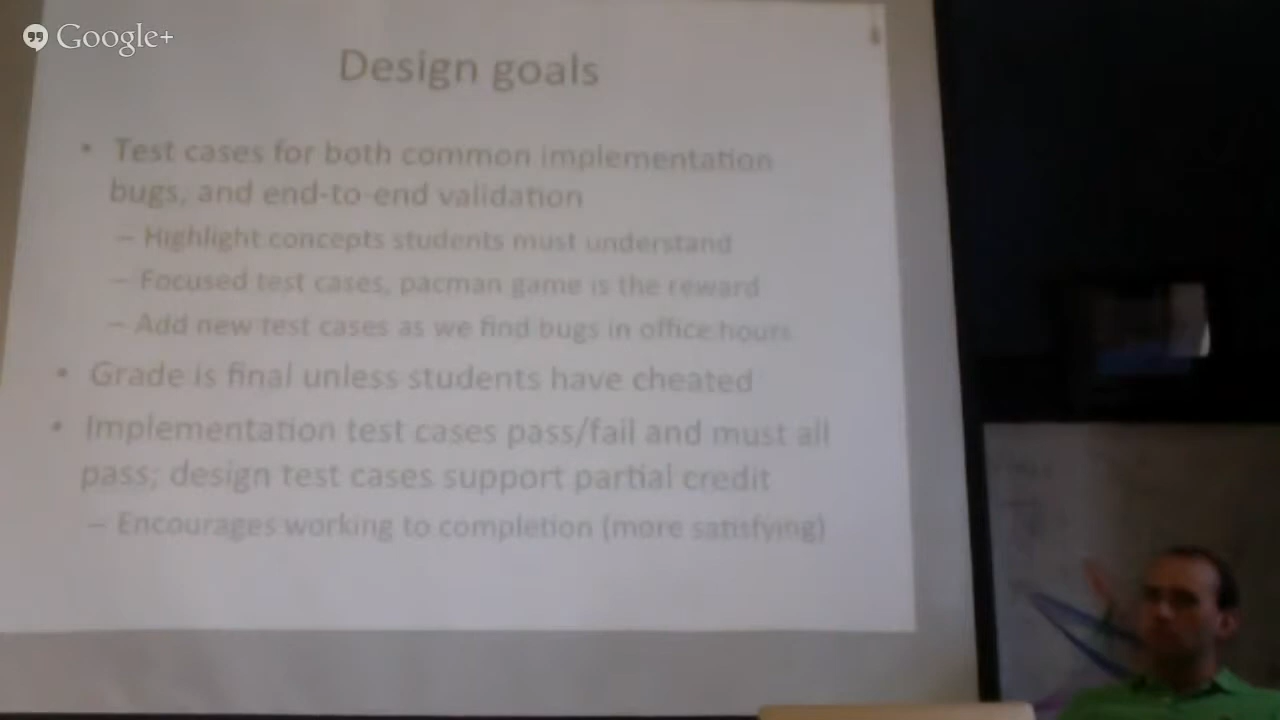 Google+
Design goals
• Test cases for both common implementation
bugs, and end-to-end validation
– Highlight concepts students must understand
– Focused test cases, pacman game is the reward
– Add new test cases as we find bugs in office hours
• Grade is final unless students have cheated
• Implementation test cases pass/fail and must all
pass; design test cases support partial credit
– Encourages working to completion (more satisfying)